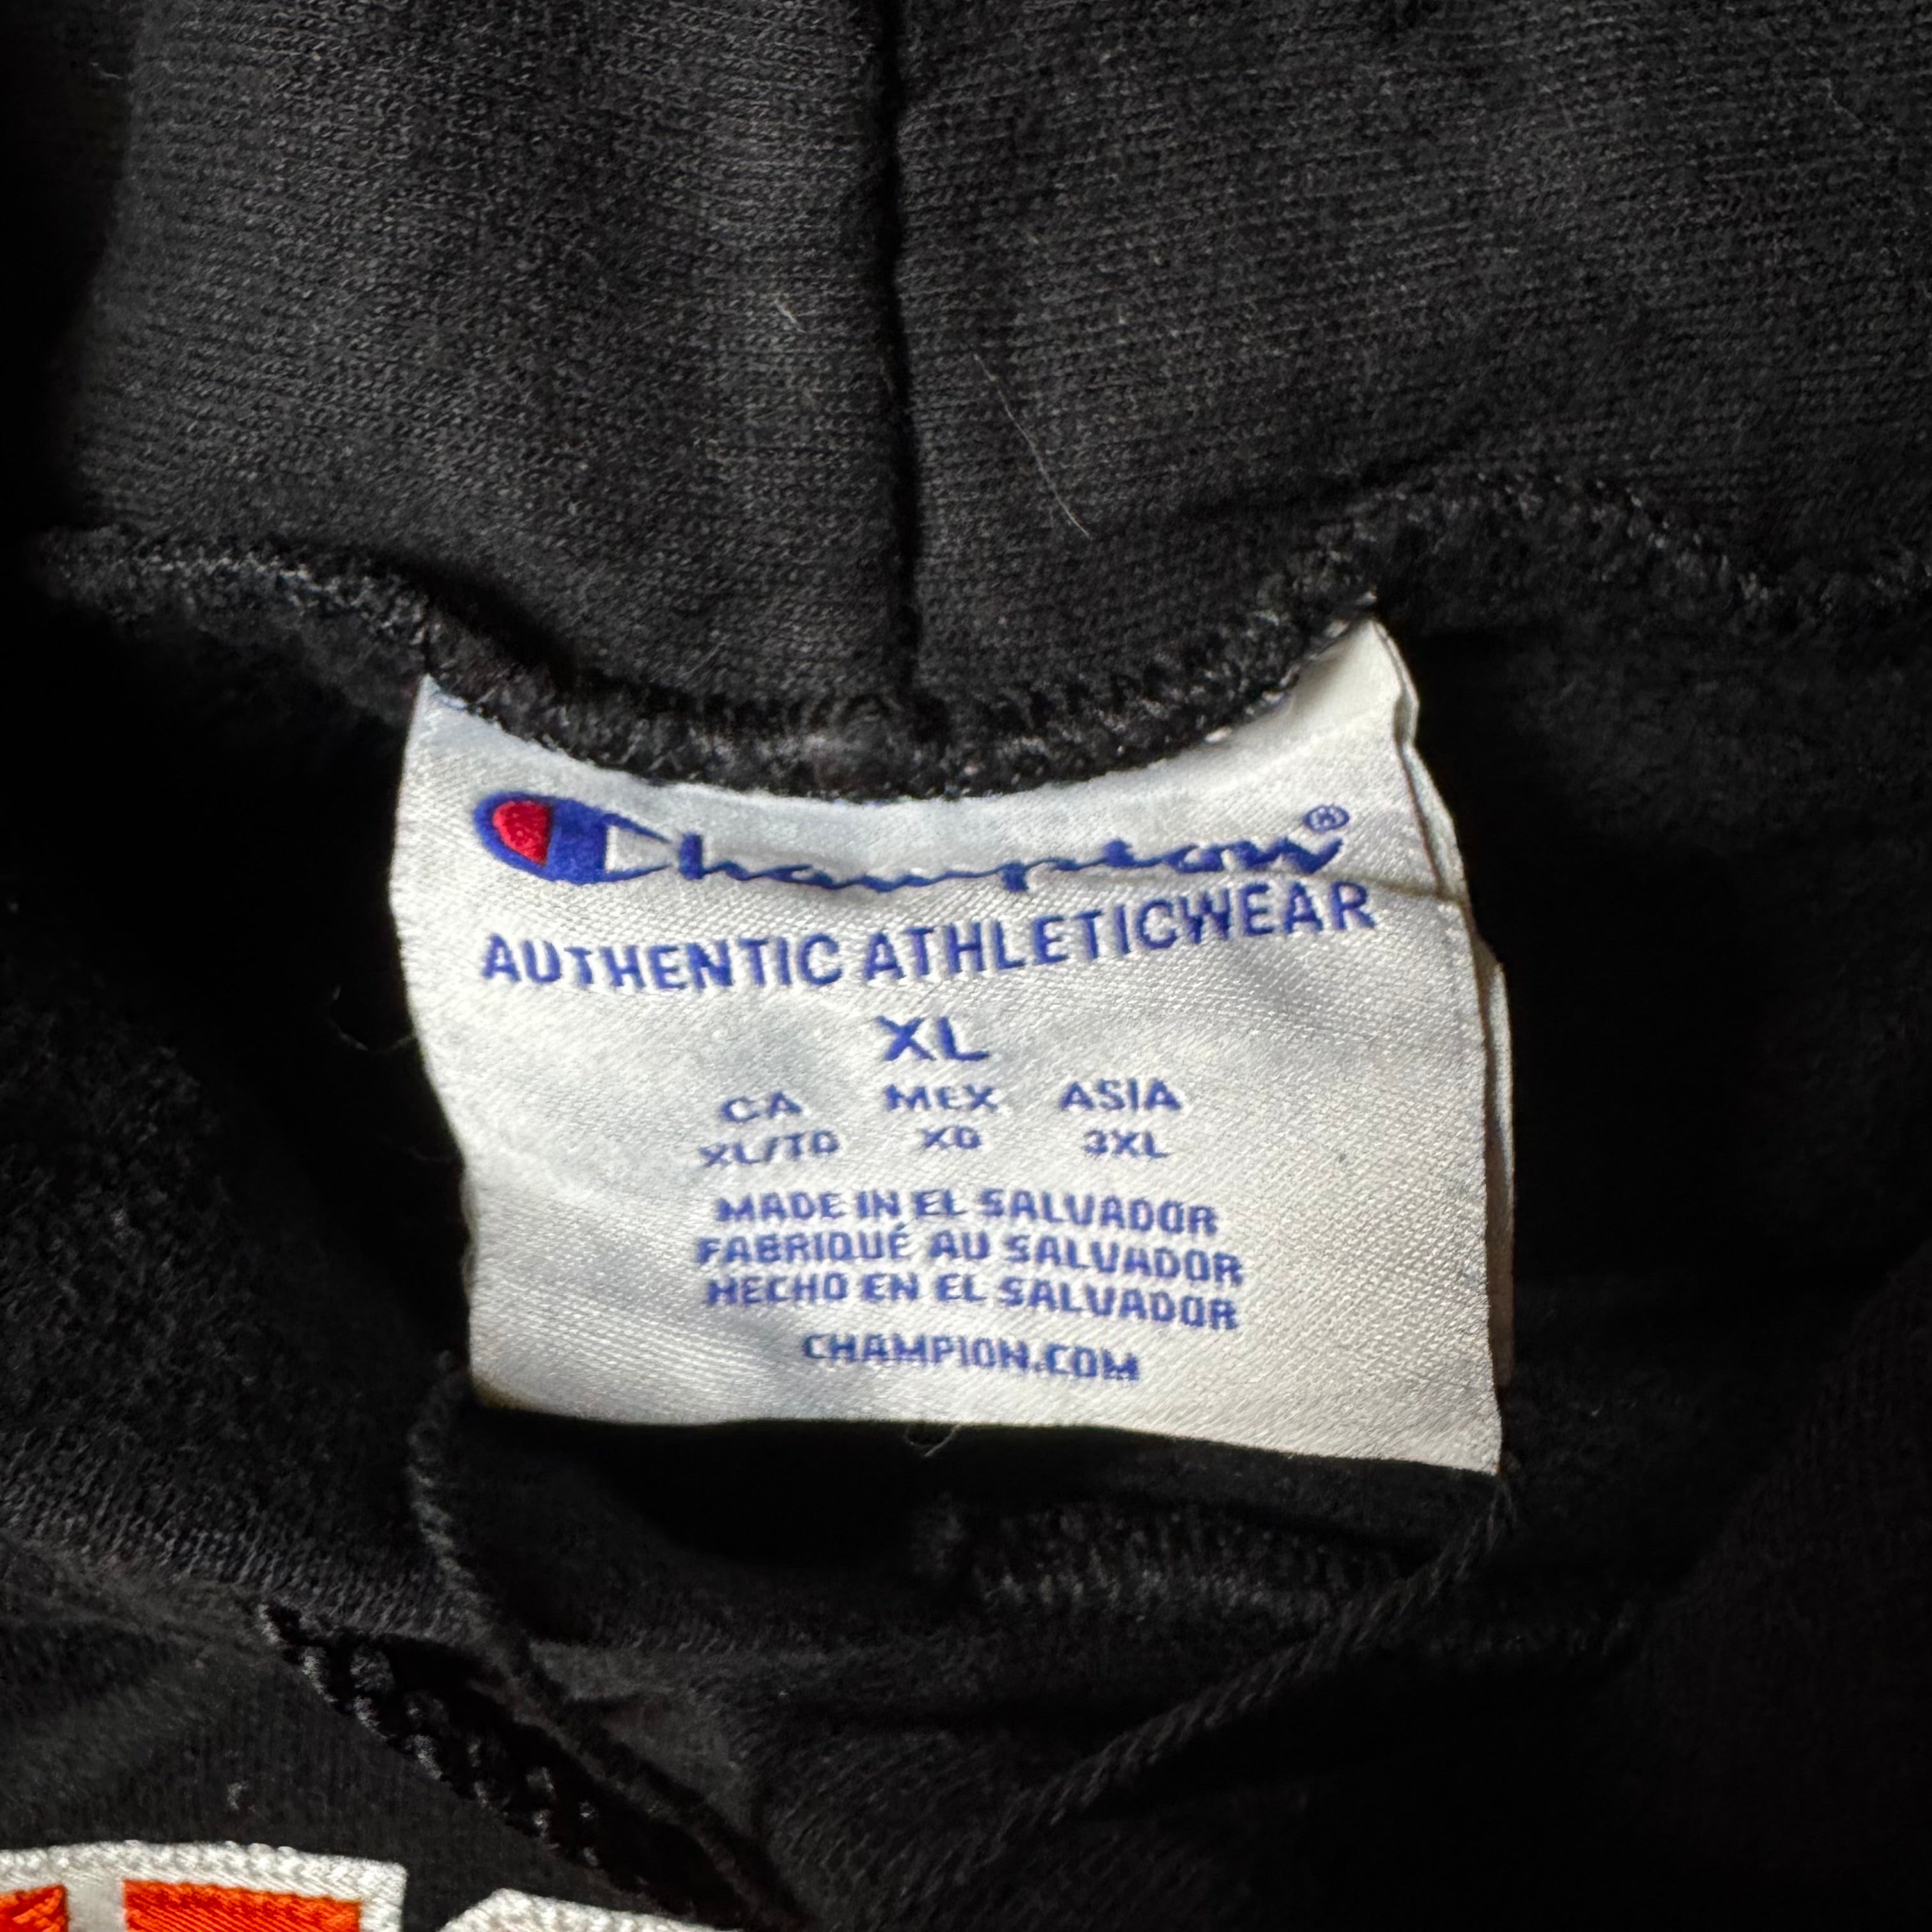 Champion®
AUTHENTIC ATHLETICWEAR
XL
CA MEX ASIA
XL/TG XG 3XL
MADE IN EL SALVADOR
FABRIQUÉ AU SALVADOR
HECHO EN EL SALVADOR
CHAMPION.COM